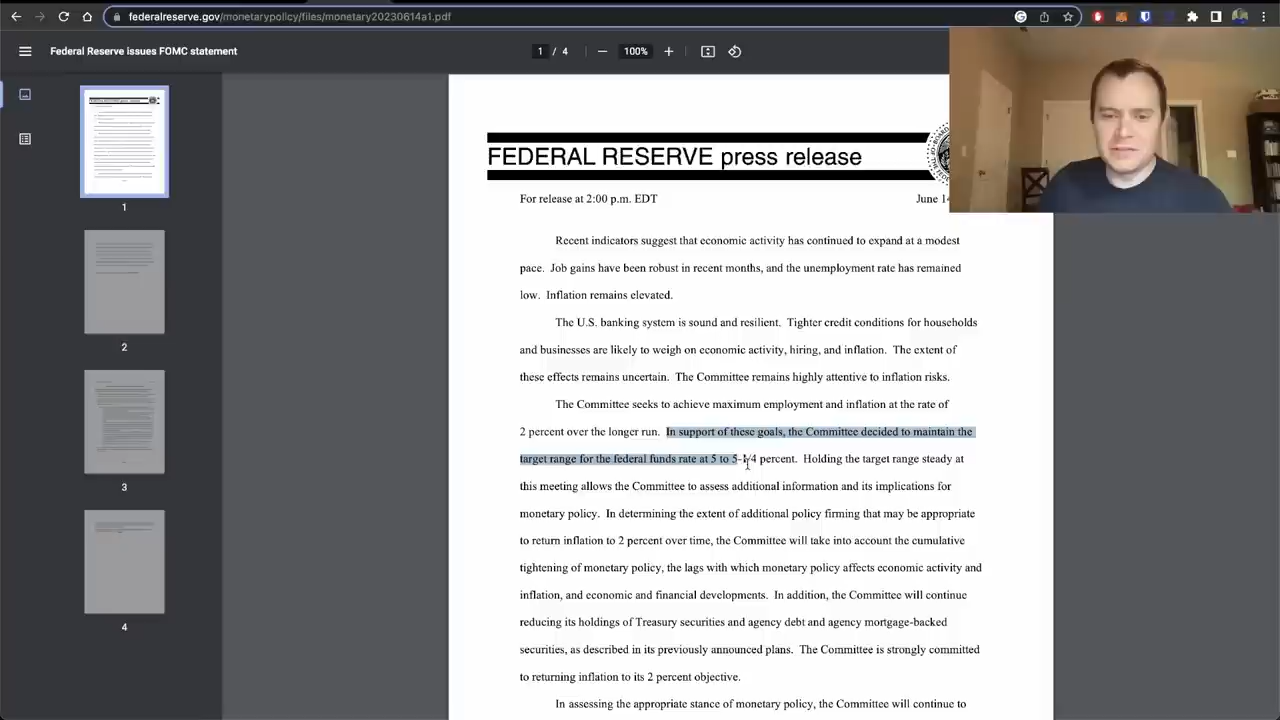 federalreserve.gov/monetarypolicy/files/monetary20230614a1.pdf
Federal Reserve issues FOMC statement
1 / 4
100%
1
2
3
4
FEDERAL RESERVE press release
For release at 2:00 p.m. EDT
June 14
Recent indicators suggest that economic activity has continued to expand at a modest
pace. Job gains have been robust in recent months, and the unemployment rate has remained
low. Inflation remains elevated.
The U.S. banking system is sound and resilient. Tighter credit conditions for households
and businesses are likely to weigh on economic activity, hiring, and inflation. The extent of
these effects remains uncertain. The Committee remains highly attentive to inflation risks.
The Committee seeks to achieve maximum employment and inflation at the rate of
2 percent over the longer run. In support of these goals, the Committee decided to maintain the
target range for the federal funds rate at 5 to 5-1/4 percent. Holding the target range steady at
this meeting allows the Committee to assess additional information and its implications for
monetary policy. In determining the extent of additional policy firming that may be appropriate
to return inflation to 2 percent over time, the Committee will take into account the cumulative
tightening of monetary policy, the lags with which monetary policy affects economic activity and
inflation, and economic and financial developments. In addition, the Committee will continue
reducing its holdings of Treasury securities and agency debt and agency mortgage-backed
securities, as described in its previously announced plans. The Committee is strongly committed
to returning inflation to its 2 percent objective.
In assessing the appropriate stance of monetary policy, the Committee will continue to